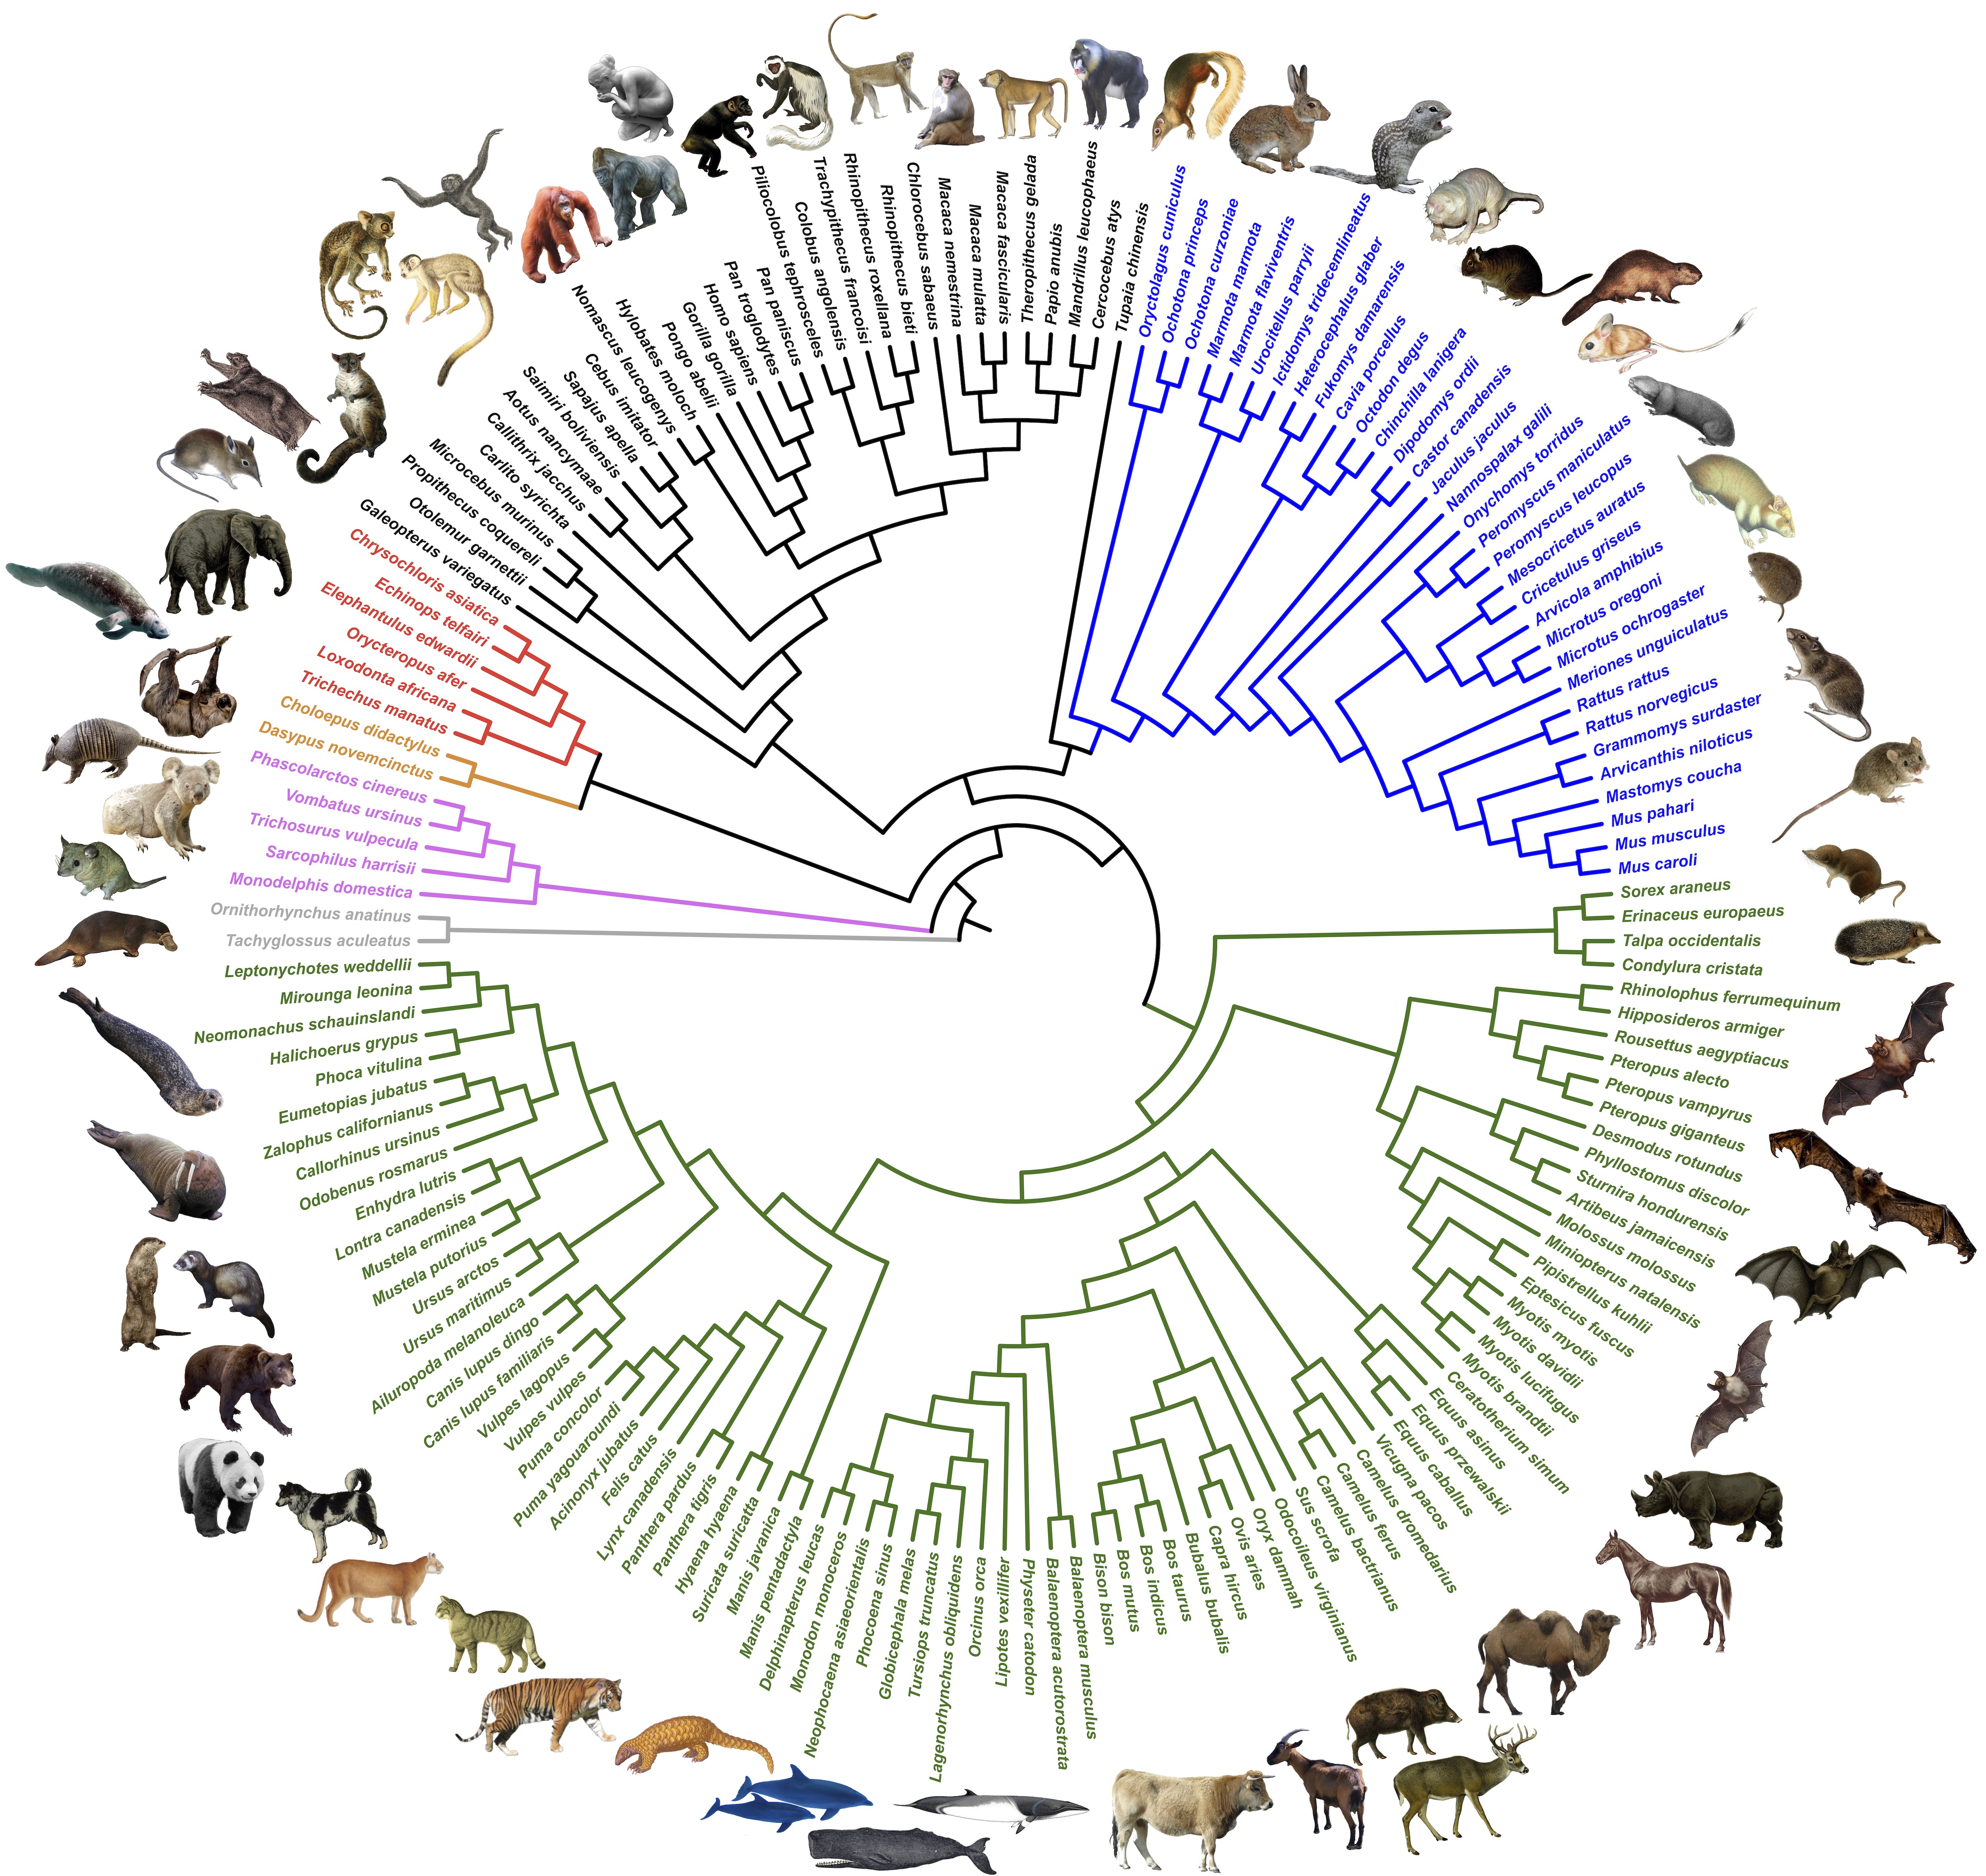 Piliocolobus tephrosceles
Colobus angolensis
Trachypithecus francoisi
Rhinopithecus roxellana
Rhinopithecus bieti
Chlorocebus sabaeus
Macaca nemestrina
Macaca mulatta
Macaca fascicularis
Theropithecus gelada
Papio anubis
Mandrillus leucophaeus
Cercocebus atys
Tupaia chinensis
Oryctolagus cuniculus
Ochotona princeps
Ochotona curzoniae
Marmota marmota
Marmota flaviventris
Urocitellus parryii
Ictidomys tridecemlineatus
Heterocephalus glaber
Fukomys damarensis
Cavia porcellus
Octodon degus
Chinchilla lanigera
Dipodomys ordii
Castor canadensis
Jaculus jaculus
Nannospalax galili
Onychomys torridus
Peromyscus maniculatus
Peromyscus leucopus
Mesocricetus auratus
Cricetulus griseus
Arvicola amphibius
Microtus oregoni
Microtus ochrogaster
Meriones unguiculatus
Rattus rattus
Rattus norvegicus
Grammomys surdaster
Arvicanthis niloticus
Mastomys coucha
Mus pahari
Mus musculus
Mus caroli
Sorex araneus
Erinaceus europaeus
Talpa occidentalis
Condylura cristata
Rhinolophus ferrumequinum
Hipposideros armiger
Rousettus aegyptiacus
Pteropus alecto
Pteropus vampyrus
Pteropus giganteus
Desmodus rotundus
Phyllostomus discolor
Sturnira hondurensis
Artibeus jamaicensis
Molossus molossus
Miniopterus natalensis
Pipistrellus kuhlii
Eptesicus fuscus
Myotis myotis
Myotis davidii
Myotis lucifugus
Myotis brandtii
Ceratotherium simum
Equus asinus
Equus przewalskii
Equus caballus
Vicugna pacos
Camelus dromedarius
Camelus ferus
Camelus bactrianus
Sus scrofa
Odocoileus virginianus
Oryx dammah
Ovis aries
Capra hircus
Bubalus bubalis
Bos taurus
Bos indicus
Bos mutus
Bison bison
Balaenoptera musculus
Balaenoptera acutorostrata
Physeter catodon
Lipotes vexillifer
Orcinus orca
Lagenorhynchus obliquidens
Tursiops truncatus
Globicephala melas
Phocoena sinus
Neophocaena asiaeorientalis
Monodon monoceros
Delphinapterus leucas
Manis pentadactyla
Manis javanica
Suricata suricatta
Hyaena hyaena
Panthera tigris
Panthera pardus
Lynx canadensis
Felis catus
Acinonyx jubatus
Puma yagouaroundi
Puma concolor
Vulpes vulpes
Vulpes lagopus
Canis lupus familiaris
Canis lupus dingo
Ailuropoda melanoleuca
Ursus maritimus
Ursus arctos
Mustela putorius
Mustela erminea
Lontra canadensis
Enhydra lutris
Odobenus rosmarus
Callorhinus ursinus
Zalophus californianus
Eumetopias jubatus
Phoca vitulina
Halichoerus grypus
Neomonachus schauinslandi
Mirounga leonina
Leptonychotes weddellii
Tachyglossus aculeatus
Ornithorhynchus anatinus
Monodelphis domestica
Sarcophilus harrisii
Trichosurus vulpecula
Vombatus ursinus
Phascolarctos cinereus
Dasypus novemcinctus
Choloepus didactylus
Trichechus manatus
Loxodonta africana
Orycteropus afer
Elephantulus edwardii
Echinops telfairi
Chrysochloris asiatica
Galeopterus variegatus
Otolemur garnettii
Propithecus coquereli
Microcebus murinus
Carlito syrichta
Callithrix jacchus
Aotus nancymaae
Saimiri boliviensis
Sapajus apella
Cebus imitator
Nomascus leucogenys
Hylobates moloch
Pongo abelii
Gorilla gorilla
Homo sapiens
Pan troglodytes
Pan paniscus